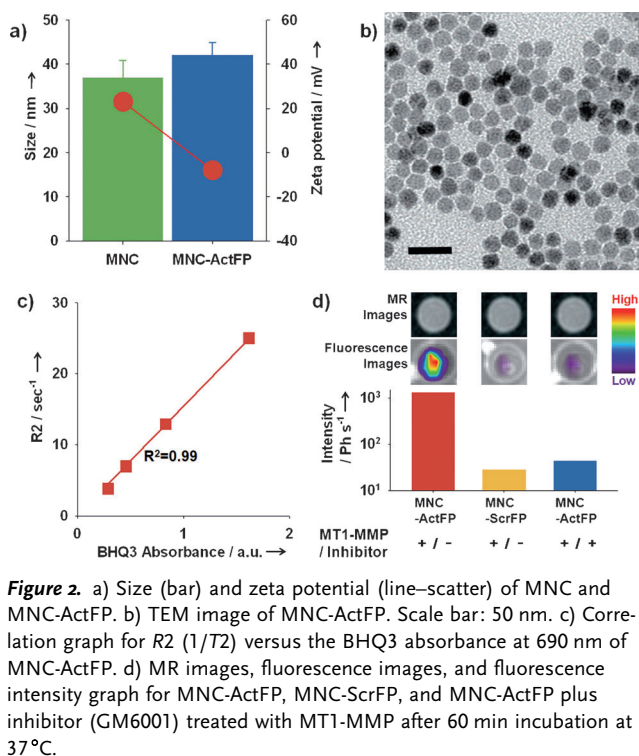 a)
50
40
30
20
10
0
Size / nm →
60
40
20
0
-20
-40
Zeta potential / mV →
MNC
MNC-ActFP
b)
c)
30
20
10
0
R2 / sec⁻¹ →
R²=0.99
0
1
2
BHQ3 Absorbance / a.u. →
d)
MR
Images
Fluorescence
Images
High
Low
Intensity
/ Ph s⁻¹ →
10³
10²
10¹
MNC
-ActFP
MNC
-ScrFP
MNC
-ActFP
MT1-MMP
/ Inhibitor
+ / -
+ / -
+ / +
Figure 2. a) Size (bar) and zeta potential (line–scatter) of MNC and
MNC-ActFP. b) TEM image of MNC-ActFP. Scale bar: 50 nm. c) Corre-
lation graph for R2 (1/T2) versus the BHQ3 absorbance at 690 nm of
MNC-ActFP. d) MR images, fluorescence images, and fluorescence
intensity graph for MNC-ActFP, MNC-ScrFP, and MNC-ActFP plus
inhibitor (GM6001) treated with MT1-MMP after 60 min incubation at
37 °C.